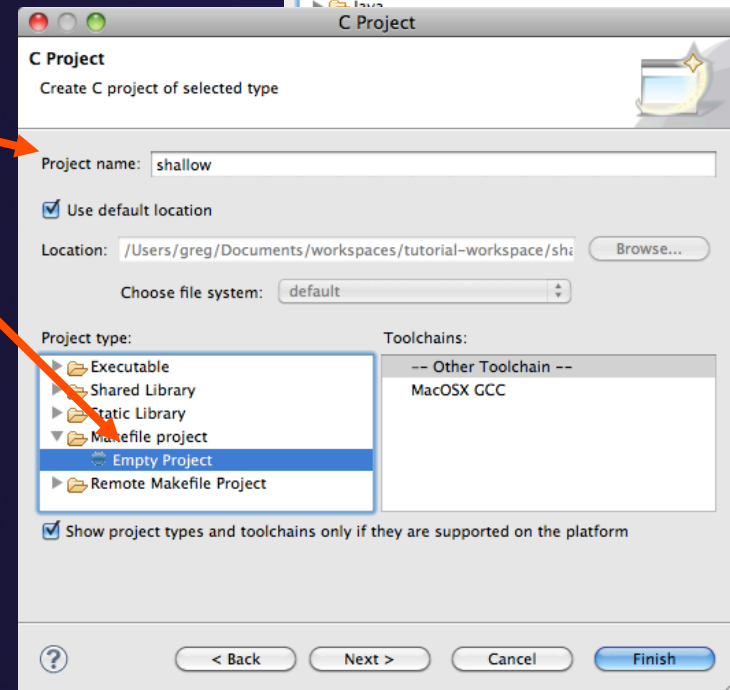 Java
C Project
C Project
Create C project of selected type
Project name: shallow
Use default location
Location: /Users/greg/Documents/workspaces/tutorial-workspace/sha Browse...
Choose file system: default
Project type: Toolchains:
Executable -- Other Toolchain --
Shared Library MacOSX GCC
Static Library
Makefile project
Empty Project
Remote Makefile Project
Show project types and toolchains only if they are supported on the platform
? < Back Next > Cancel Finish